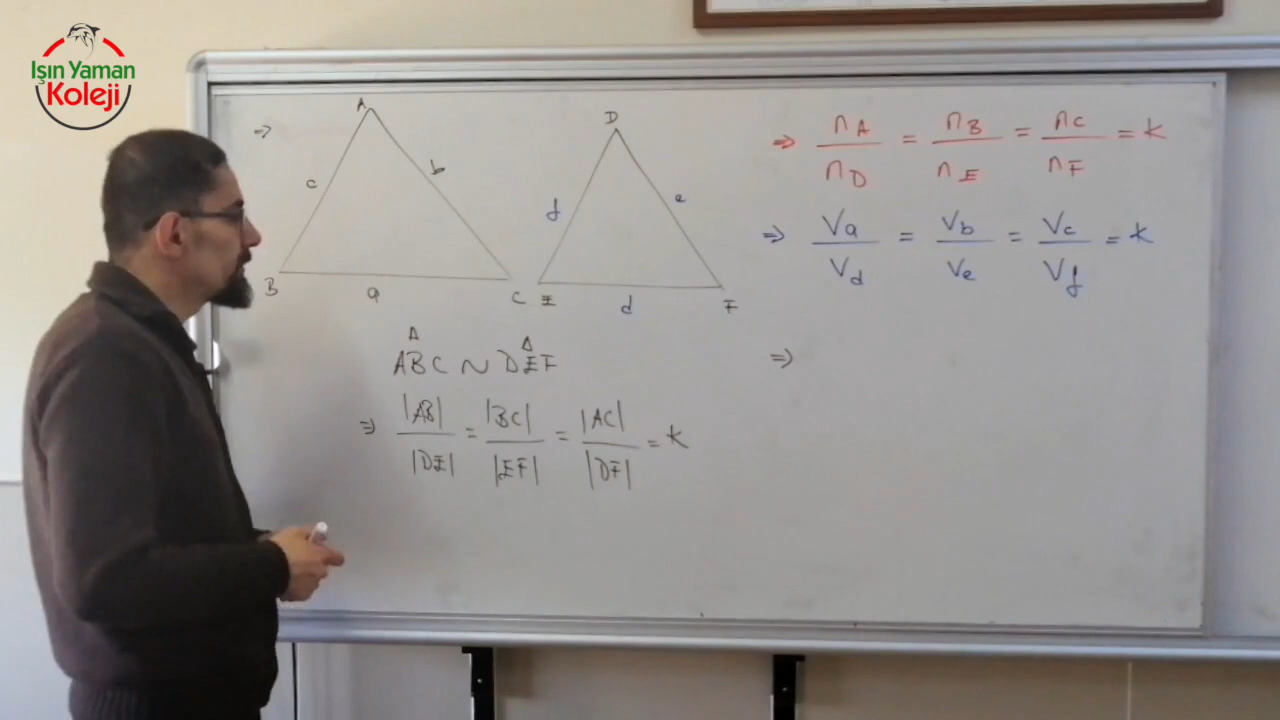 Işın Yaman
Koleji
⇒
A
c
b
B
a
C
D
f
e
E
d
F
ABC ~ DEF
⇒ |AB|/|DE| = |BC|/|EF| = |AC|/|DF| = k
⇒ nA/nD = nB/nE = nC/nF = k
⇒ Va/Vd = Vb/Ve = Vc/Vf = k
⇒